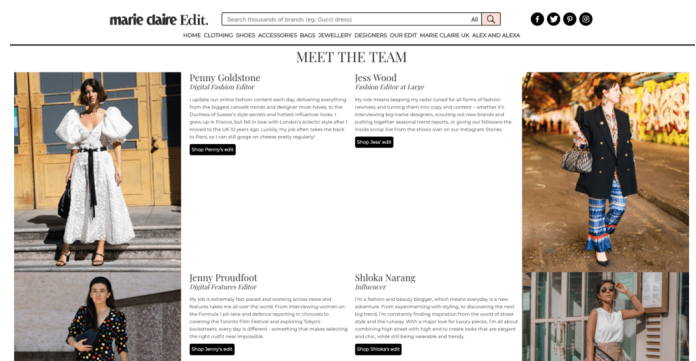 marie claire Edit.
Search thousands of brands (eg: Gucci dress)
All
HOME CLOTHING SHOES ACCESSORIES BAGS JEWELLERY DESIGNERS OUR EDIT MARIE CLAIRE UK ALEX AND ALEXA
MEET THE TEAM
Penny Goldstone
Digital Fashion Editor
I update our online fashion content each day, delivering everything
from the biggest catwalk trends and designer must-haves, to the
Duchess of Sussex's style secrets and hottest influencer looks. I
grew up in France, but fell in love with London's eclectic style after I
moved to the UK 10 years ago. Luckily, my job often takes me back
to Paris, so I can still gorge on cheese pretty regularly!
Shop Penny's edit
Jess Wood
Fashion Editor at Large
My role means keeping my radar tuned for all forms of fashion
newness and turning them into copy and content – whether it's
interviewing big name designers, scouting out new brands and
putting together seasonal trend reports, or giving our followers the
inside scoop live from the shows over on our Instagram Stories.
Shop Jess' edit
Jenny Proudfoot
Digital Features Editor
My job is extremely fast-paced and working across news and
features takes me all over the world. From interviewing women on
the Formula 1 pit-lane and defence reporting in chinooks to
covering the Toronto Film Festival and exploring Tokyo's
backstreets, every day is different - something that makes selecting
the right outfit near impossible.
Shop Jenny's edit
Shloka Narang
Influencer
I'm a fashion and beauty blogger, which means everyday is a new
adventure. From experimenting with styling, to discovering the next
big trend, I'm constantly finding inspiration from the world of street
style and the runway. With a major love for luxury pieces, I'm all about
combining high street with high end to create looks that are elegant
and chic, while still being wearable and trendy.
Shop Shloka's edit